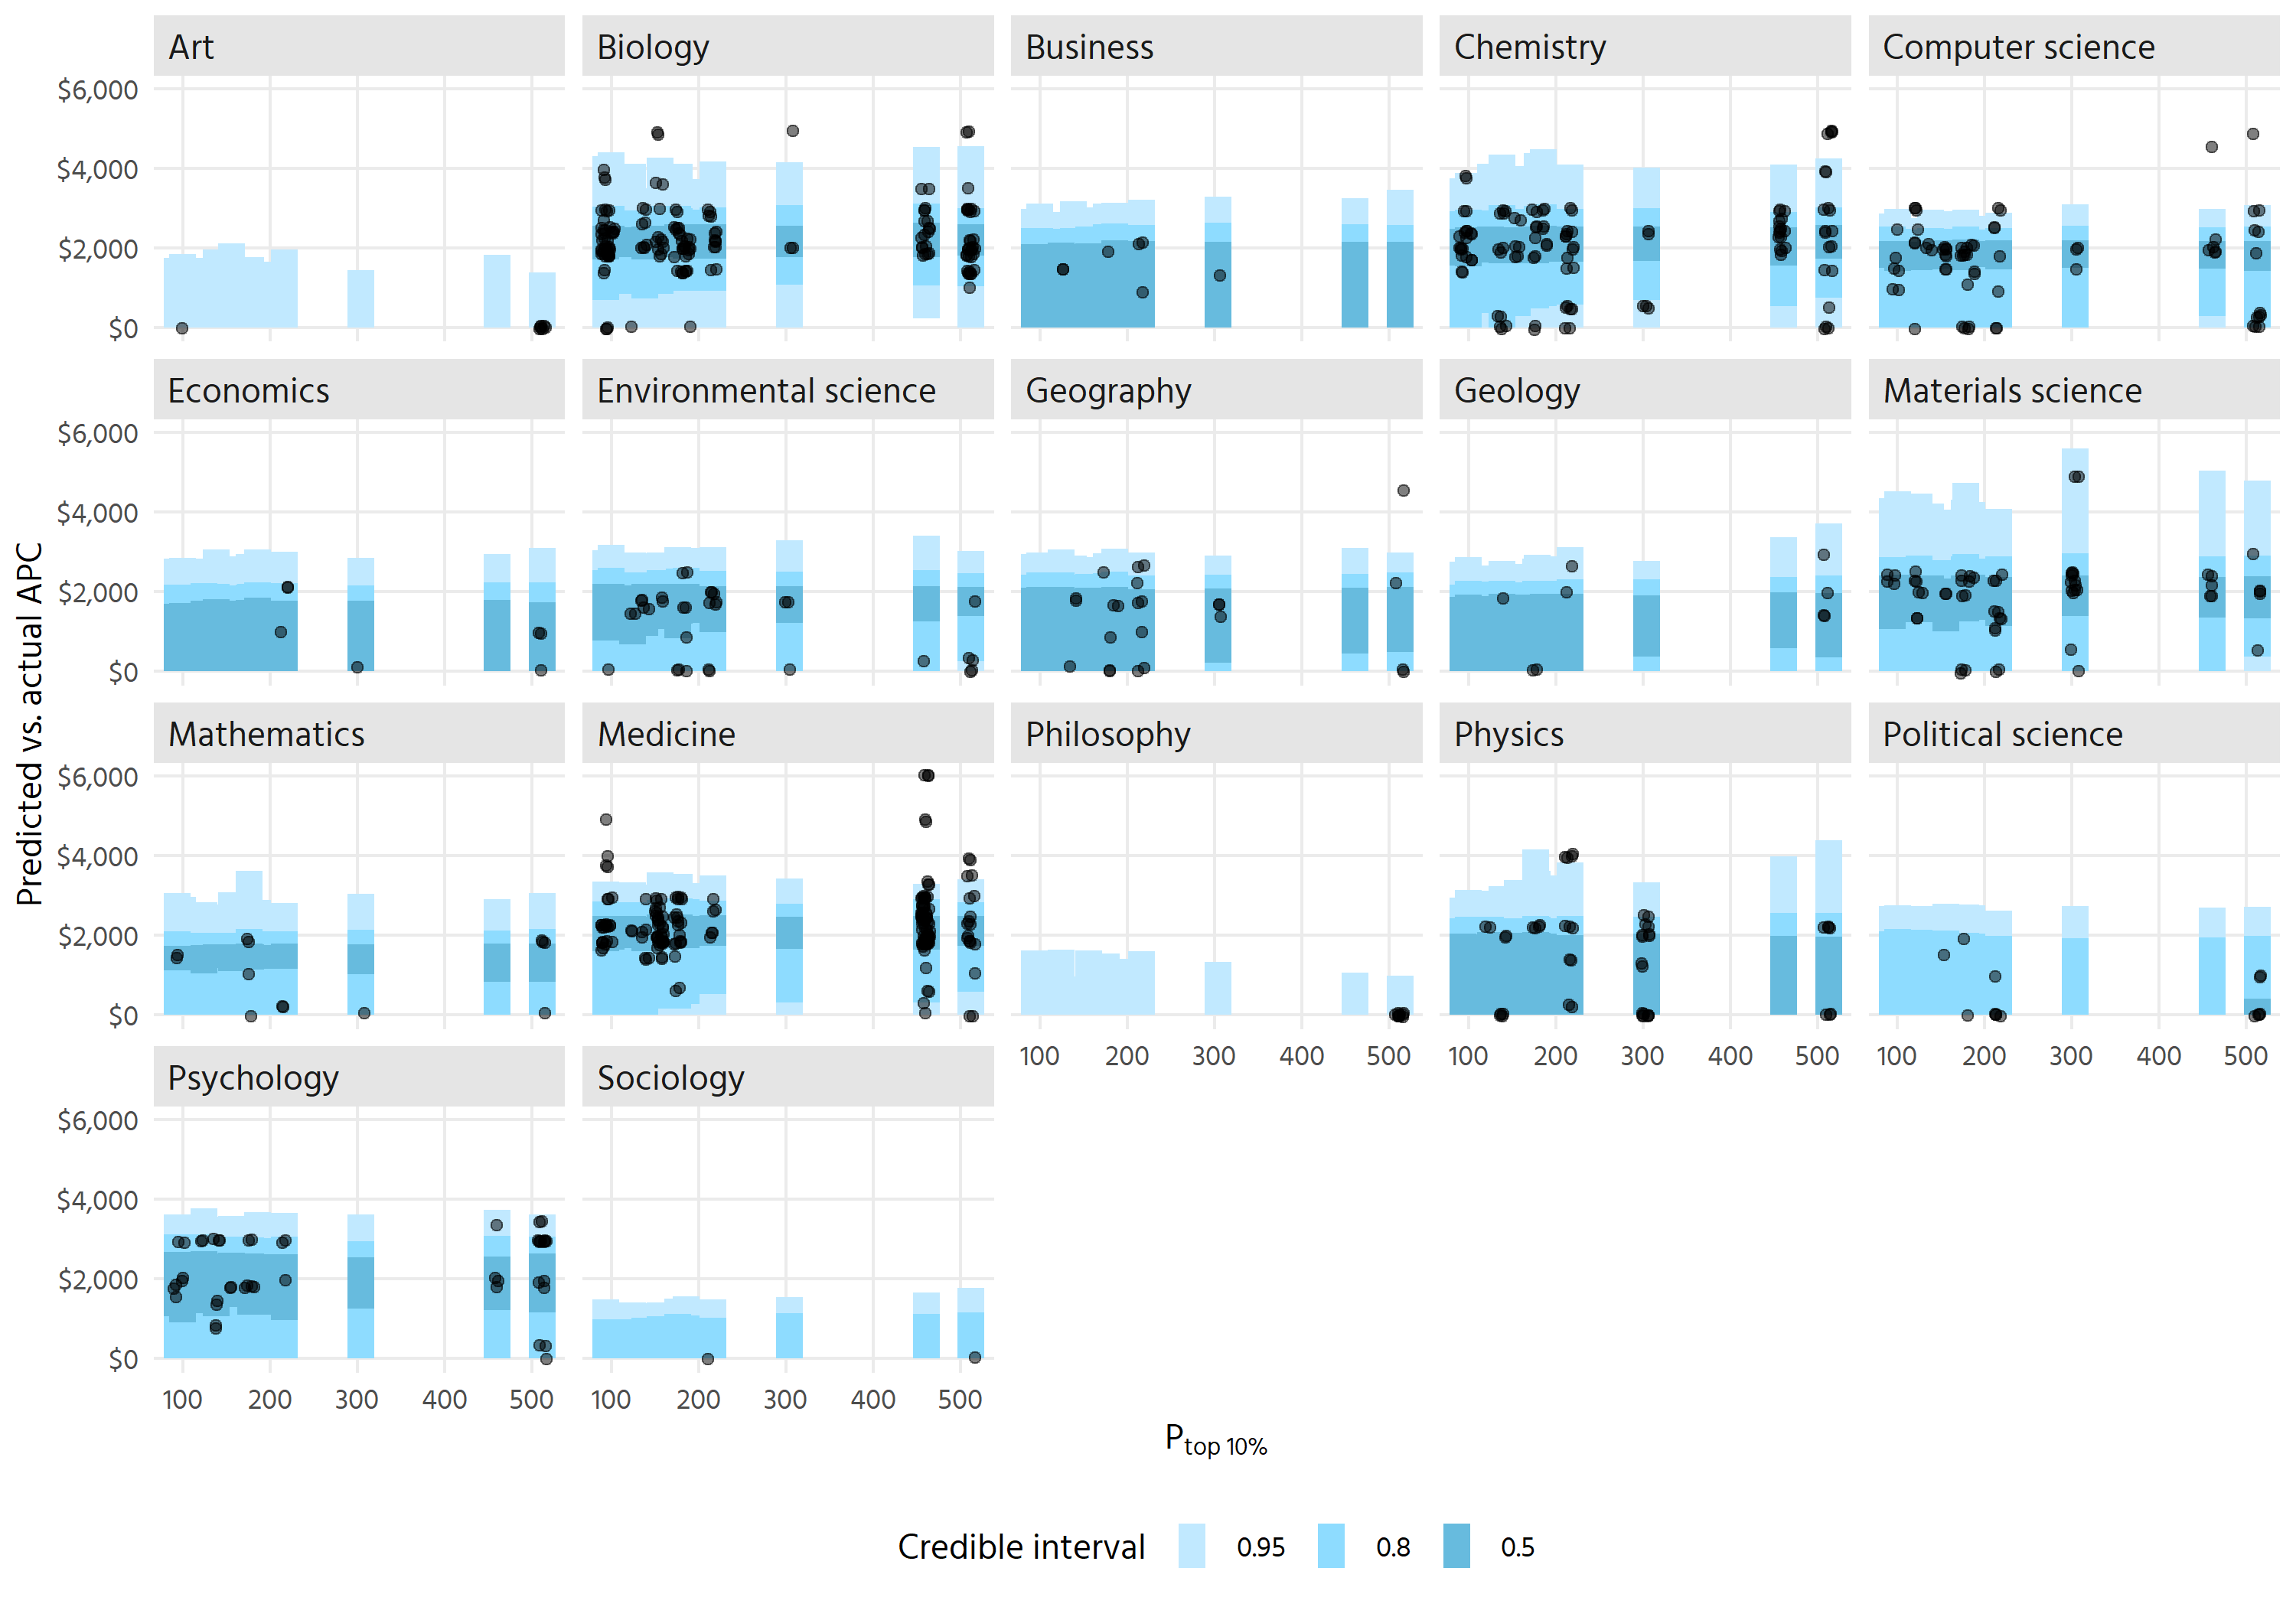 Art Biology Business Chemistry Computer science
$6,000
$4,000
$2,000
$0
Economics Environmental science Geography Geology Materials science
$6,000
$4,000
$2,000
$0
Predicted vs. actual APC
Mathematics Medicine Philosophy Physics Political science
$6,000
$4,000
$2,000
$0
100 200 300 400 500 100 200 300 400 500 100 200 300 400 500
Psychology Sociology
$6,000
$4,000
$2,000
$0
100 200 300 400 500 100 200 300 400 500
Ptop 10%
Credible interval 0.95 0.8 0.5